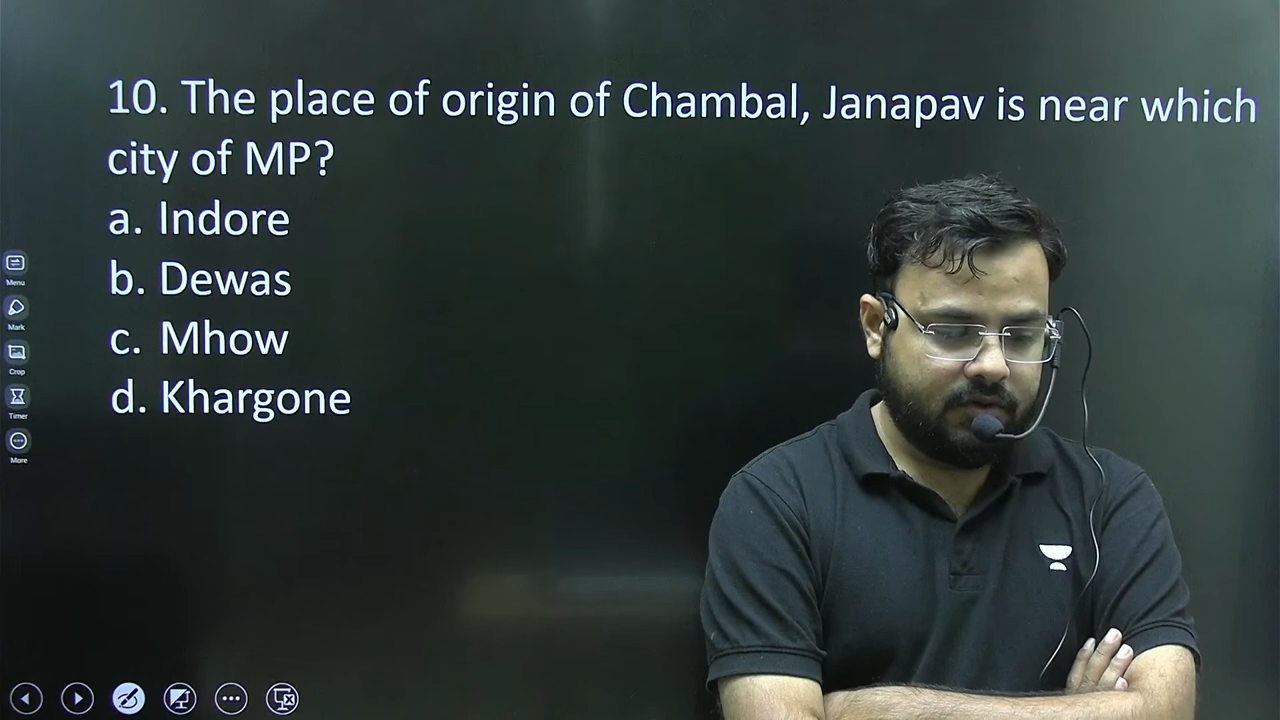 10. The place of origin of Chambal, Janapav is near which
city of MP?
a. Indore
b. Dewas
c. Mhow
d. Khargone
Menu
Mark
Crop
Timer
More